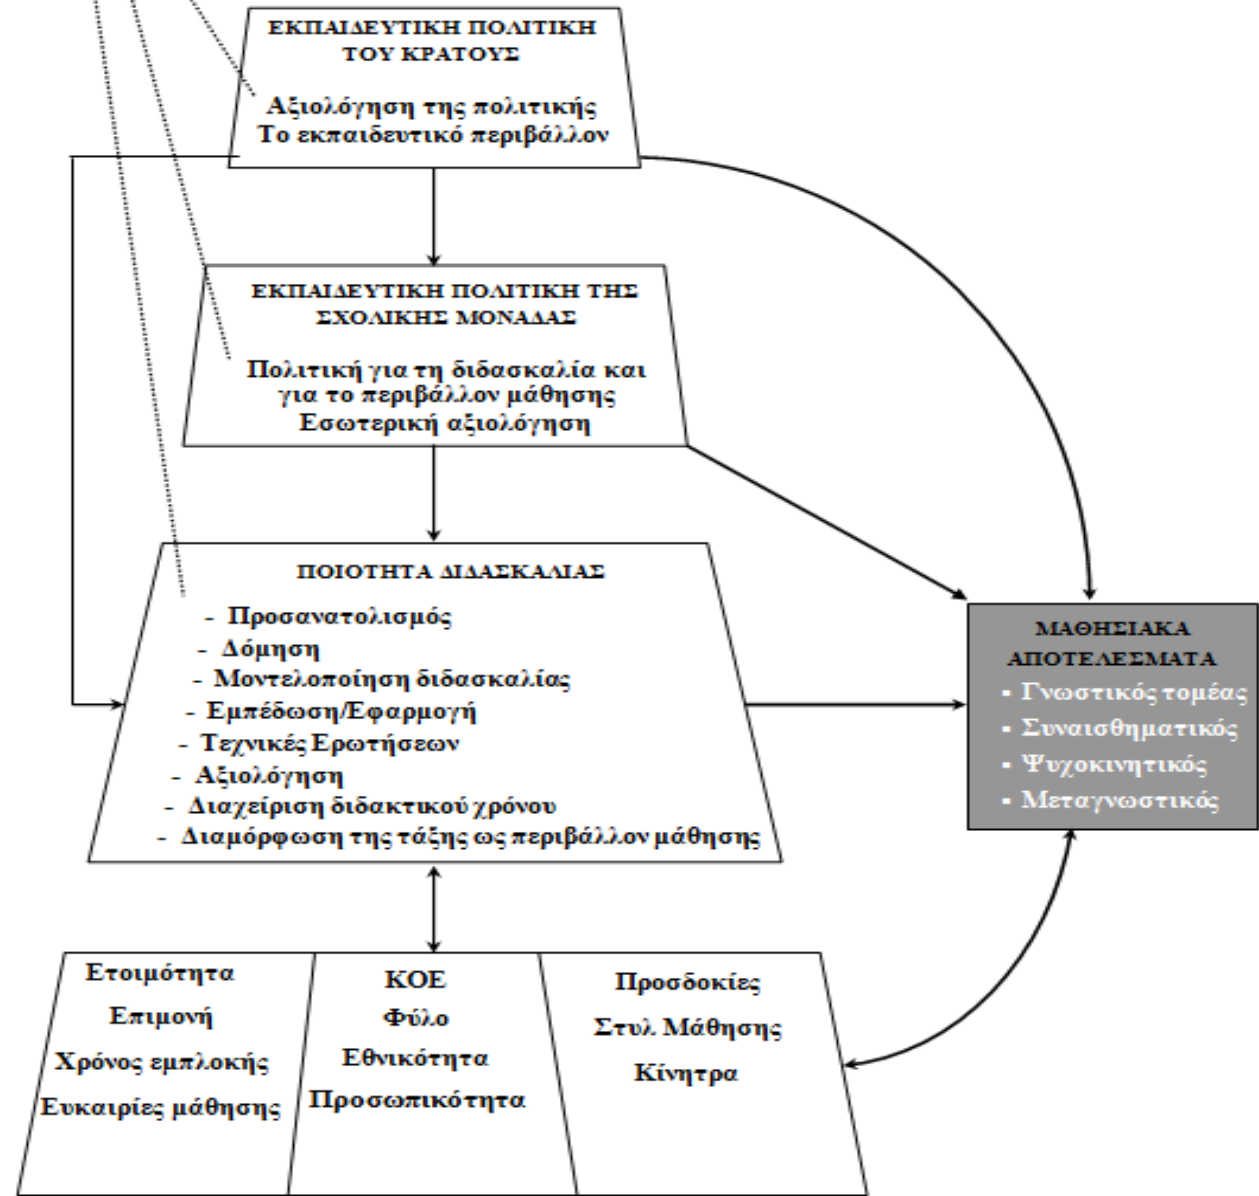 ΕΚΠΑΙΔΕΥΤΙΚΗ ΠΟΛΙΤΙΚΗ
ΤΟΥ ΚΡΑΤΟΥΣ
Αξιολόγηση της πολιτικής
Το εκπαιδευτικό περιβάλλον
ΕΚΠΑΙΔΕΥΤΙΚΗ ΠΟΛΙΤΙΚΗ ΤΗΣ
ΣΧΟΛΙΚΗΣ ΜΟΝΑΔΑΣ
Πολιτική για τη διδασκαλία και
για το περιβάλλον μάθησης
Εσωτερική αξιολόγηση
ΠΟΙΟΤΗΤΑ ΔΙΔΑΣΚΑΛΙΑΣ
- Προσανατολισμός
- Δόμηση
- Μοντελοποίηση διδασκαλίας
- Εμπέδωση/Εφαρμογή
- Τεχνικές Ερωτήσεων
- Αξιολόγηση
- Διαχείριση διδακτικού χρόνου
- Διαμόρφωση της τάξης ως περιβάλλον μάθησης
ΜΑΘΗΣΙΑΚΑ
ΑΠΟΤΕΛΕΣΜΑΤΑ
▪ Γνωστικός τομέας
▪ Συναισθηματικός
▪ Ψυχοκινητικός
▪ Μεταγνωστικός
Ετοιμότητα
Επιμονή
Χρόνος εμπλοκής
Ευκαιρίες μάθησης
ΚΟΕ
Φύλο
Εθνικότητα
Προσωπικότητα
Προσδοκίες
Στυλ Μάθησης
Κίνητρα